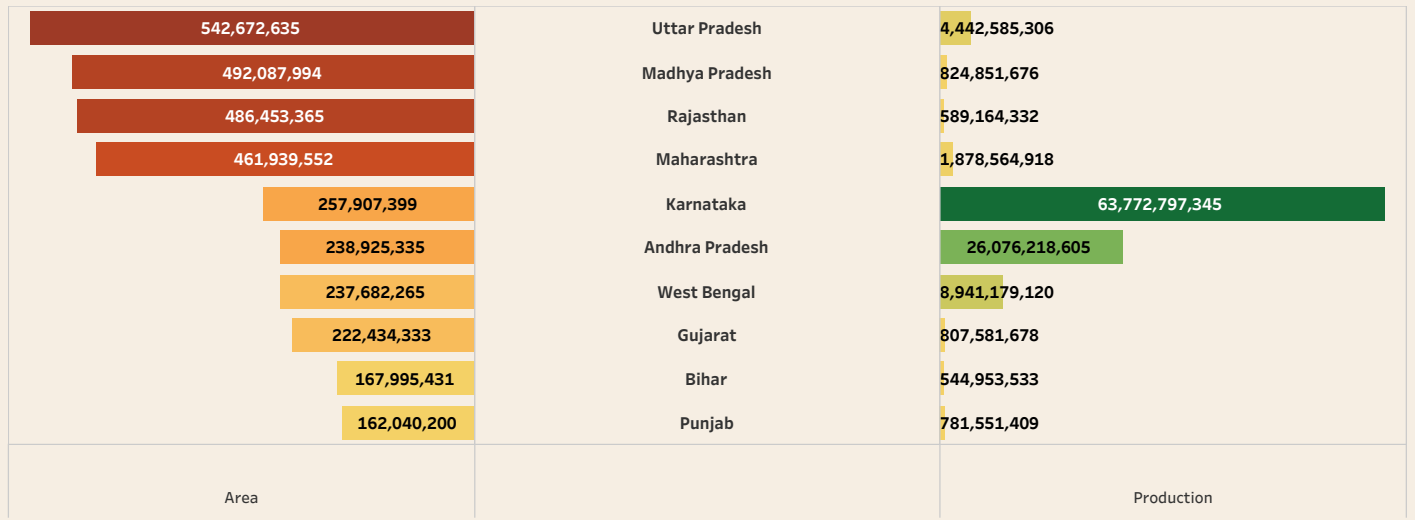 542,672,635 Uttar Pradesh 4,442,585,306
492,087,994 Madhya Pradesh 824,851,676
486,453,365 Rajasthan 589,164,332
461,939,552 Maharashtra 1,878,564,918
257,907,399 Karnataka 63,772,797,345
238,925,335 Andhra Pradesh 26,076,218,605
237,682,265 West Bengal 8,941,179,120
222,434,333 Gujarat 807,581,678
167,995,431 Bihar 544,953,533
162,040,200 Punjab 781,551,409
Area Production